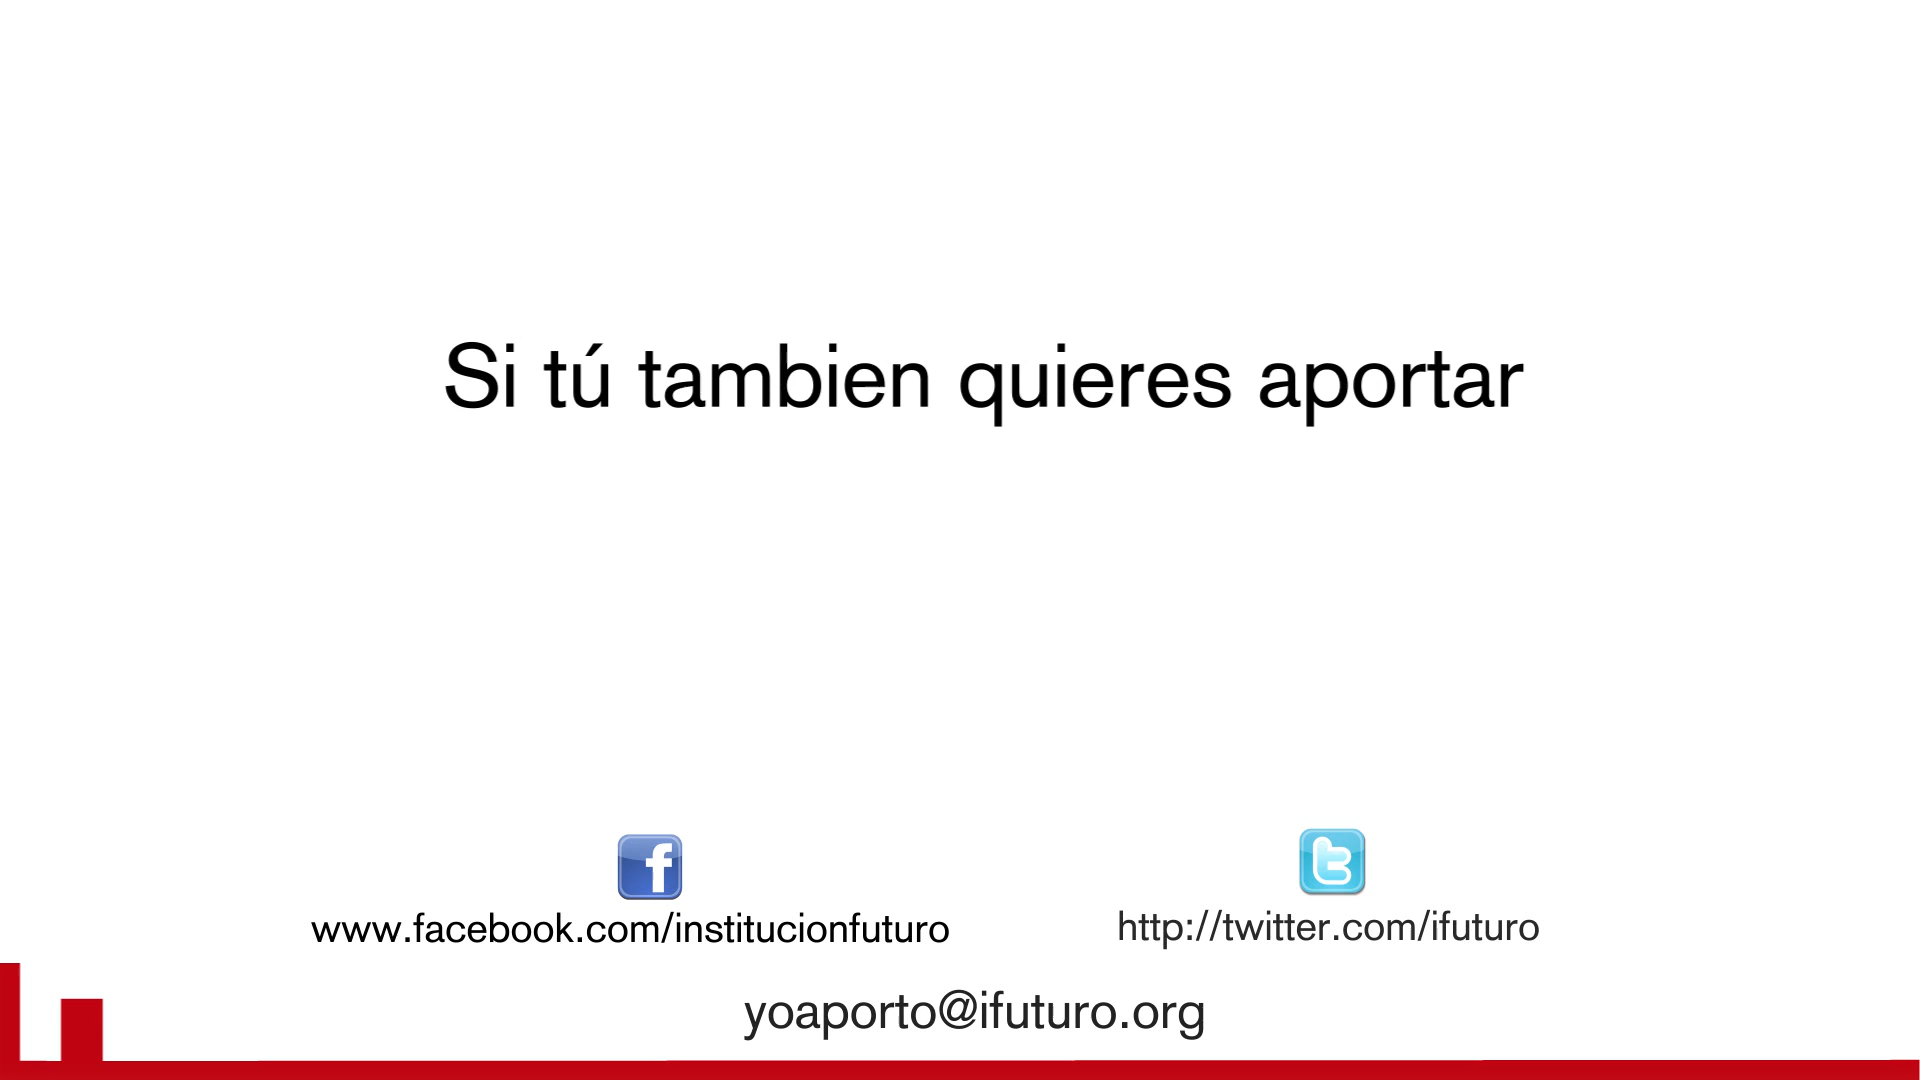 Si tú tambien quieres aportar
www.facebook.com/institucionfuturo
http://twitter.com/ifuturo
yoaporto@ifuturo.org